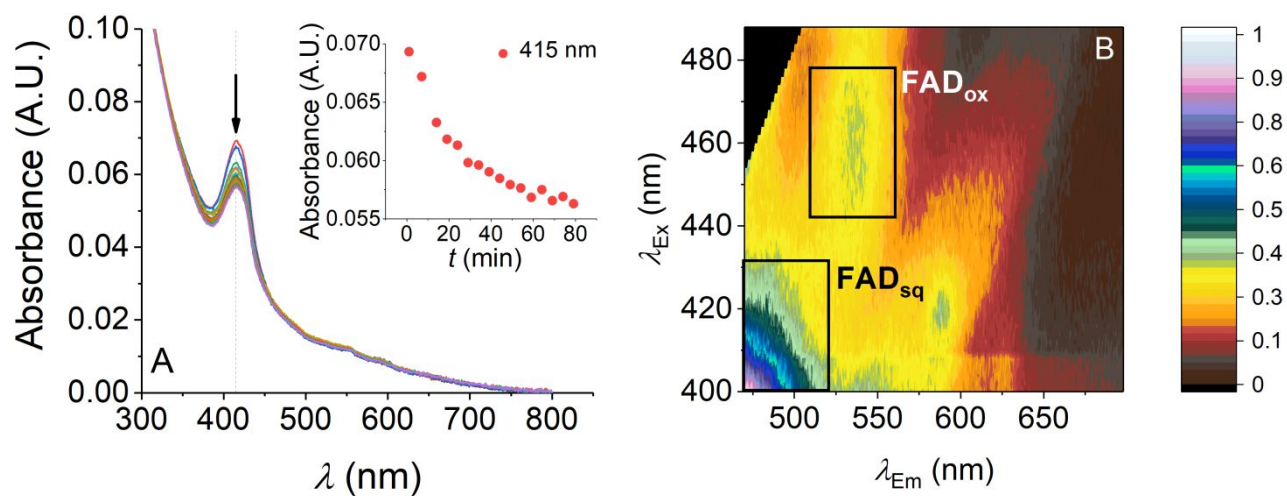 0.10
0.08
0.06
0.04
0.02
0.00
Absorbance (A.U.)
300 400 500 600 700 800
λ (nm)
A
0.070
0.065
0.060
0.055
Absorbance (A.U.)
0 20 40 60 80
t (min)
415 nm
B
480
460
440
420
400
λEx (nm)
500 550 600 650
λEm (nm)
FADox
FADsq
1
0.9
0.8
0.7
0.6
0.5
0.4
0.3
0.2
0.1
0